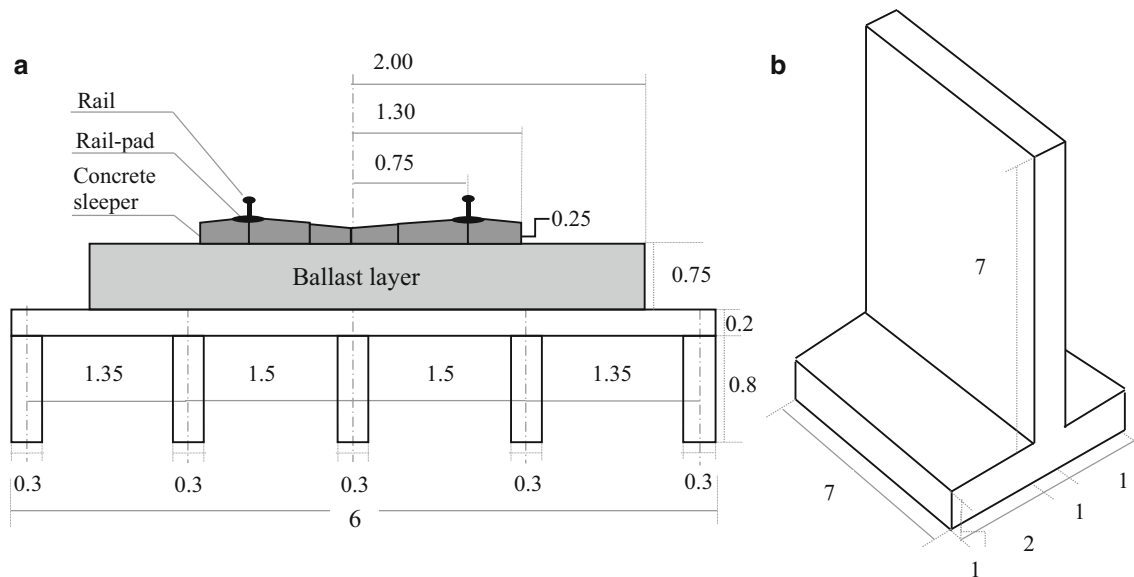 a
2.00
1.30
0.75
Rail
Rail-pad
Concrete
sleeper
0.25
Ballast layer
0.75
0.2
1.35 1.5 1.5 1.35
0.8
0.3 0.3 0.3 0.3 0.3
6
b
7
7
1
1
2
1